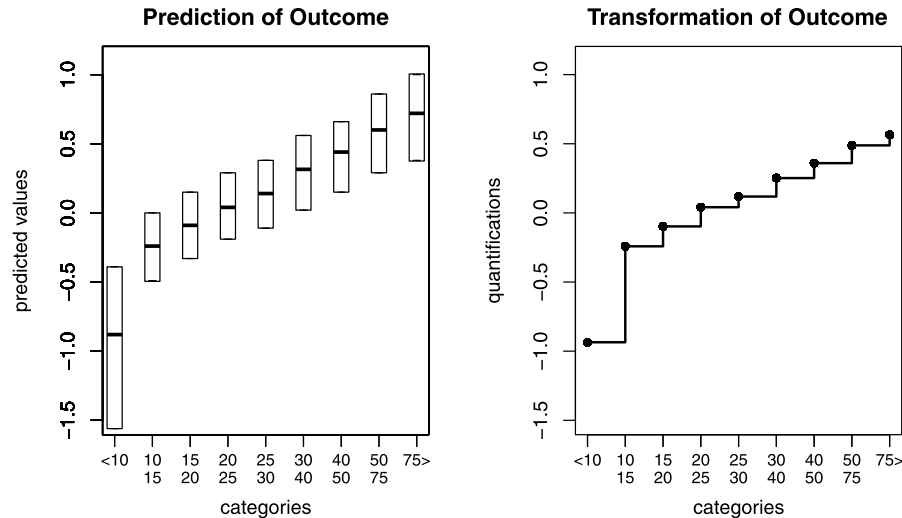 Prediction of Outcome
predicted values
1.0
0.5
0.0
−0.5
−1.0
−1.5
<10 10 15 20 25 30 40 50 75>
15 20 25 30 40 50 75
categories
Transformation of Outcome
quantifications
1.0
0.5
0.0
−0.5
−1.0
−1.5
<10 10 15 20 25 30 40 50 75>
15 20 25 30 40 50 75
categories